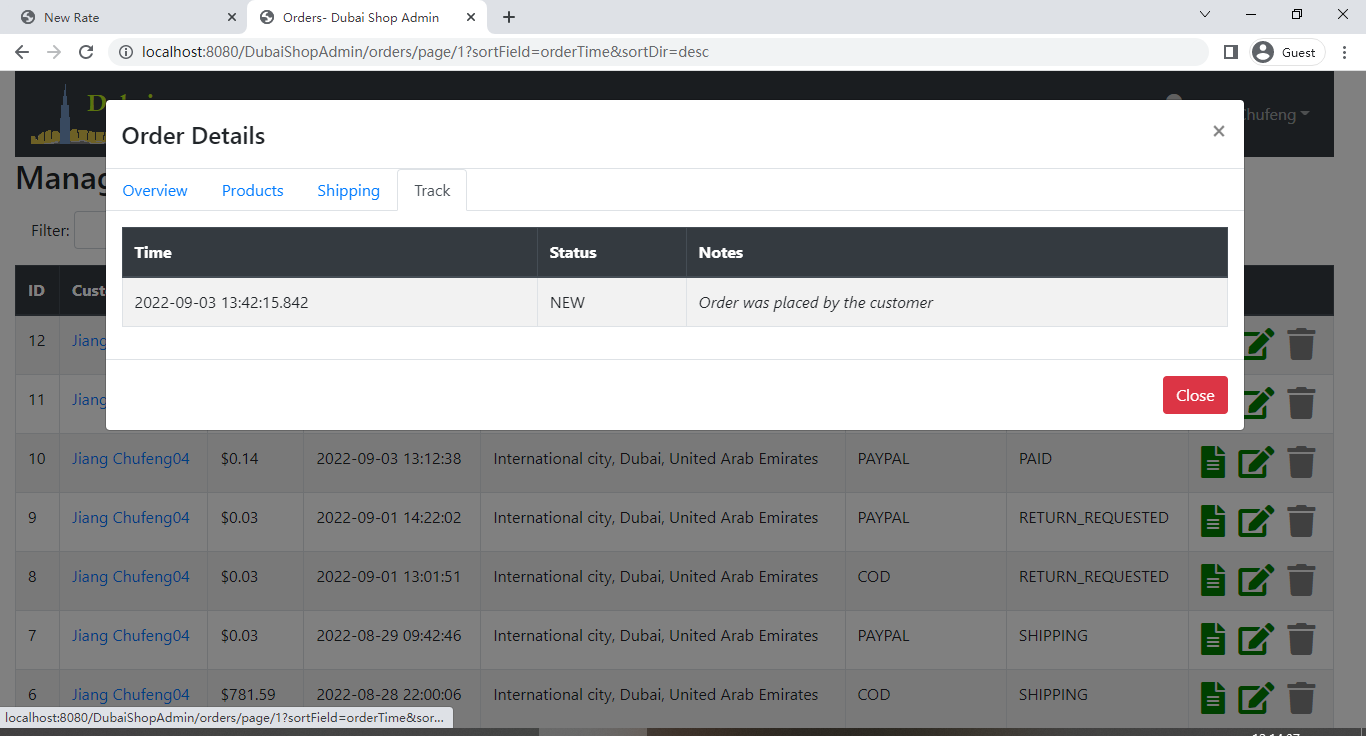 New Rate
Orders- Dubai Shop Admin
localhost:8080/DubaiShopAdmin/orders/page/1?sortField=orderTime&sortDir=desc
Guest
Chufeng
Order Details
×
Overview Products Shipping Track
Filter:
Time Status Notes
2022-09-03 13:42:15.842 NEW Order was placed by the customer
Close
ID
12 Jiang
11 Jiang
10 Jiang Chufeng04 $0.14 2022-09-03 13:12:38 International city, Dubai, United Arab Emirates PAYPAL PAID
9 Jiang Chufeng04 $0.03 2022-09-01 14:22:02 International city, Dubai, United Arab Emirates PAYPAL RETURN_REQUESTED
8 Jiang Chufeng04 $0.03 2022-09-01 13:01:51 International city, Dubai, United Arab Emirates COD RETURN_REQUESTED
7 Jiang Chufeng04 $0.03 2022-08-29 09:42:46 International city, Dubai, United Arab Emirates PAYPAL SHIPPING
6 Jiang Chufeng04 $781.59 2022-08-28 22:00:06 International city, Dubai, United Arab Emirates COD SHIPPING
localhost:8080/DubaiShopAdmin/orders/page/1?sortField=orderTime&sor...